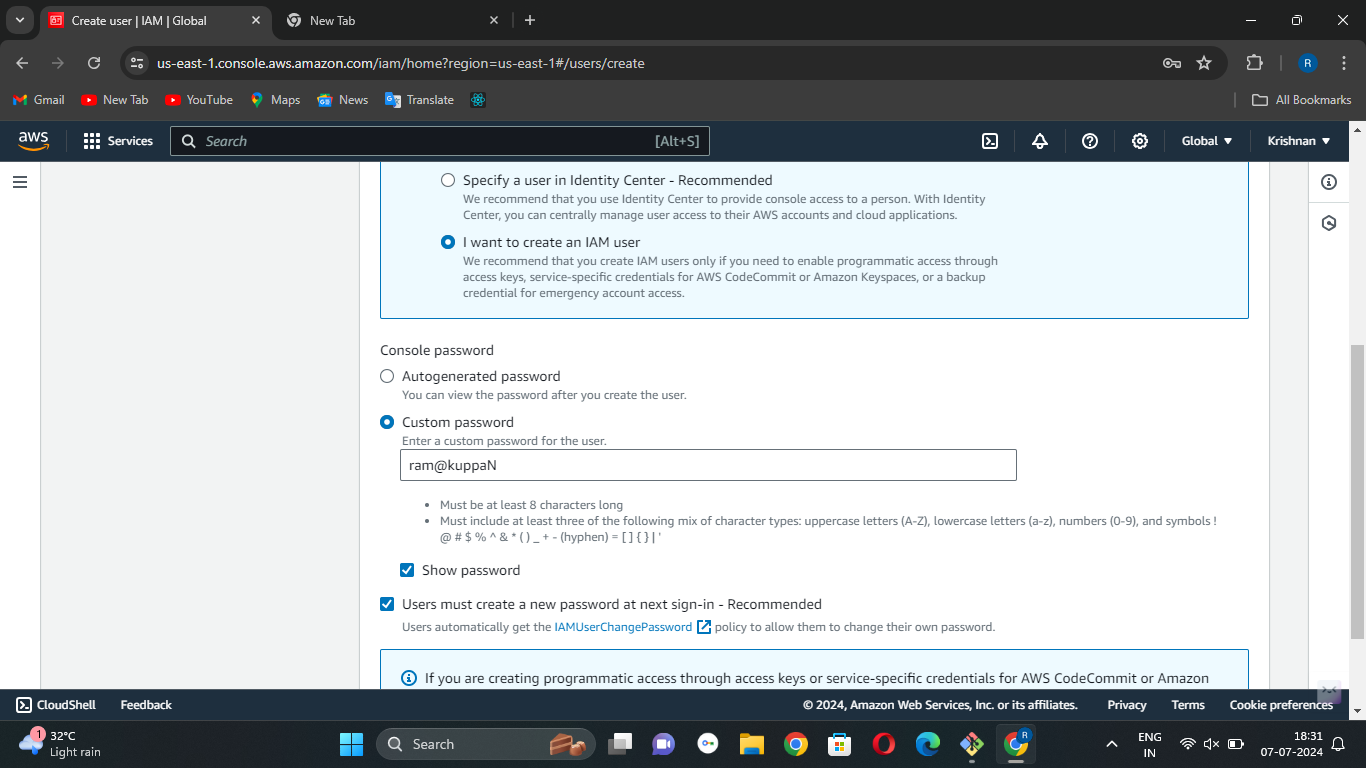 Create user | IAM | Global
New Tab
us-east-1.console.aws.amazon.com/iam/home?region=us-east-1#/users/create
R
Gmail
New Tab
YouTube
Maps
News
Translate
All Bookmarks
aws
Services
Search
[Alt+S]
Global
Krishnan
Specify a user in Identity Center - Recommended
We recommend that you use Identity Center to provide console access to a person. With Identity
Center, you can centrally manage user access to their AWS accounts and cloud applications.
I want to create an IAM user
We recommend that you create IAM users only if you need to enable programmatic access through
access keys, service-specific credentials for AWS CodeCommit or Amazon Keyspaces, or a backup
credential for emergency account access.
Console password
Autogenerated password
You can view the password after you create the user.
Custom password
Enter a custom password for the user.
ram@kuppaN
• Must be at least 8 characters long
• Must include at least three of the following mix of character types: uppercase letters (A-Z), lowercase letters (a-z), numbers (0-9), and symbols !
@ # $ % ^ & * ( ) _ + - (hyphen) = [ ] { } | '
Show password
Users must create a new password at next sign-in - Recommended
Users automatically get the IAMUserChangePassword policy to allow them to change their own password.
If you are creating programmatic access through access keys or service-specific credentials for AWS CodeCommit or Amazon
CloudShell
Feedback
© 2024, Amazon Web Services, Inc. or its affiliates.
Privacy
Terms
Cookie preferences
1
32°C
Light rain
Search
R
ENG
IN
18:31
07-07-2024